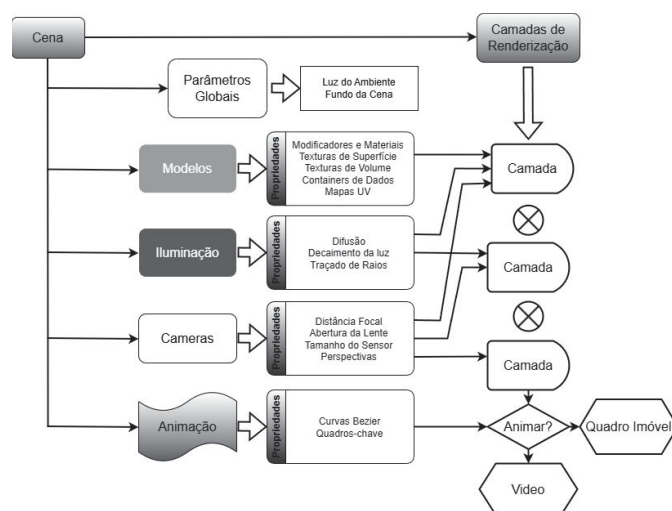 Cena
Camadas de
Renderização
Parâmetros
Globais
Luz do Ambiente
Fundo da Cena
Modelos
Propriedades
Modificadores e Materiais
Texturas de Superfície
Texturas de Volume
Containers de Dados
Mapas UV
Camada
Iluminação
Propriedades
Difusão
Decaimento da luz
Traçado de Raios
Camada
Cameras
Propriedades
Distância Focal
Abertura da Lente
Tamanho do Sensor
Perspectivas
Camada
Animação
Propriedades
Curvas Bezier
Quadros-chave
Animar?
Quadro Imóvel
Video